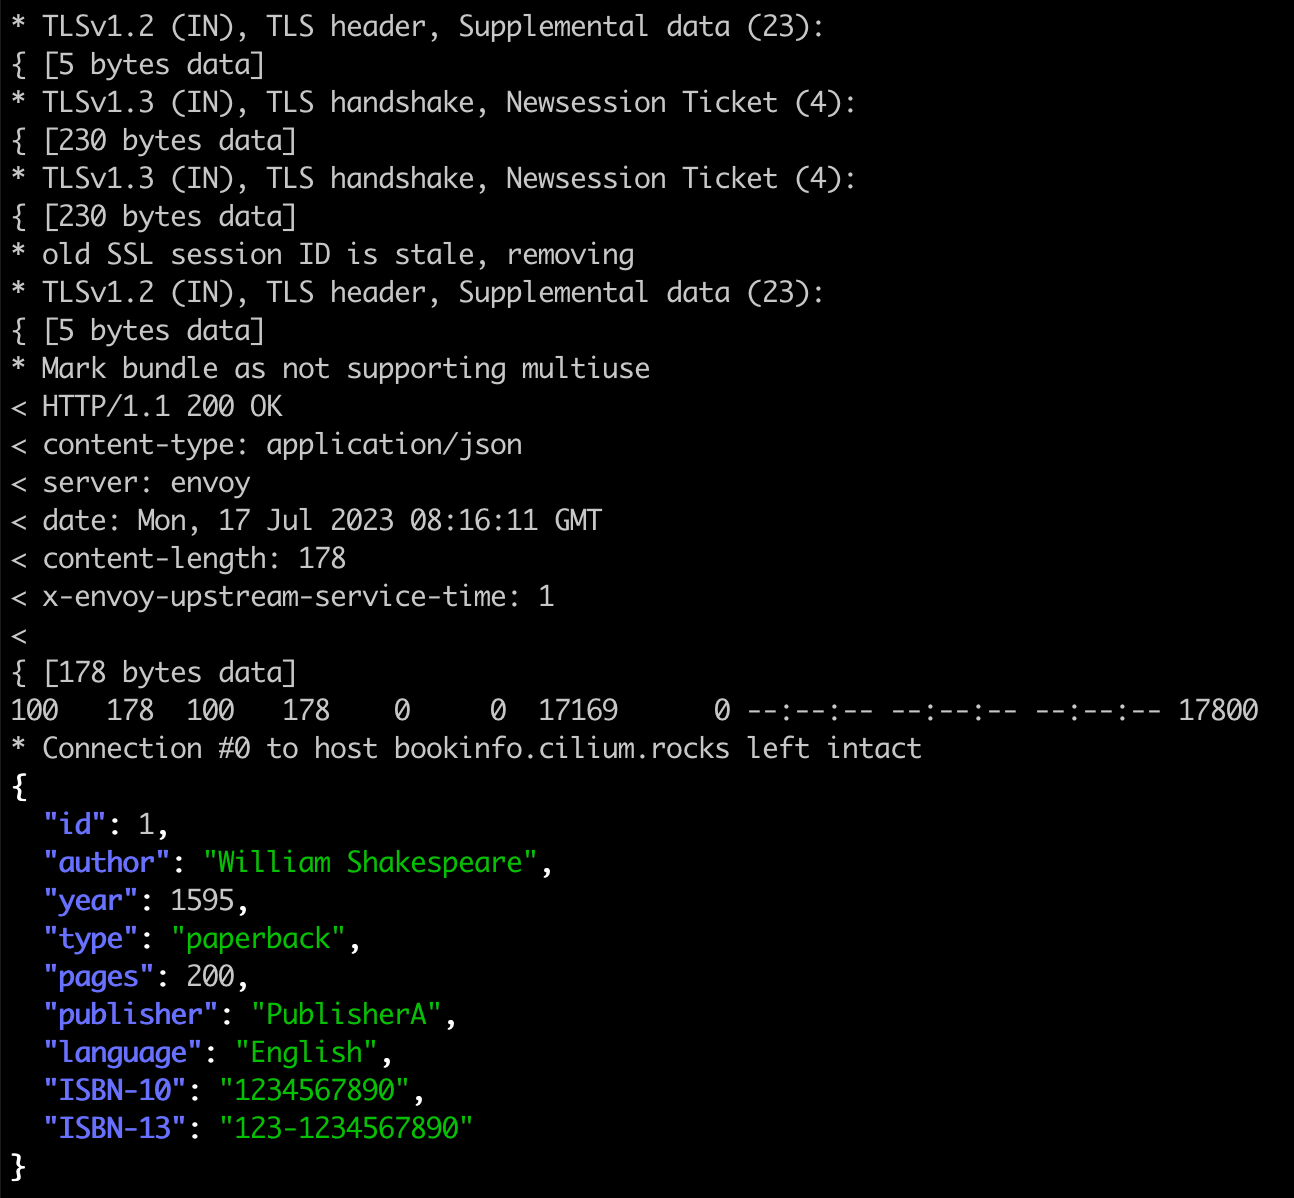 * TLSv1.2 (IN), TLS header, Supplemental data (23):
{ [5 bytes data]
* TLSv1.3 (IN), TLS handshake, Newsession Ticket (4):
{ [230 bytes data]
* TLSv1.3 (IN), TLS handshake, Newsession Ticket (4):
{ [230 bytes data]
* old SSL session ID is stale, removing
* TLSv1.2 (IN), TLS header, Supplemental data (23):
{ [5 bytes data]
* Mark bundle as not supporting multiuse
< HTTP/1.1 200 OK
< content-type: application/json
< server: envoy
< date: Mon, 17 Jul 2023 08:16:11 GMT
< content-length: 178
< x-envoy-upstream-service-time: 1
<
{ [178 bytes data]
100   178  100   178    0     0  17169      0 --:--:-- --:--:-- --:--:-- 17800
* Connection #0 to host bookinfo.cilium.rocks left intact
{
  "id": 1,
  "author": "William Shakespeare",
  "year": 1595,
  "type": "paperback",
  "pages": 200,
  "publisher": "PublisherA",
  "language": "English",
  "ISBN-10": "1234567890",
  "ISBN-13": "123-1234567890"
}